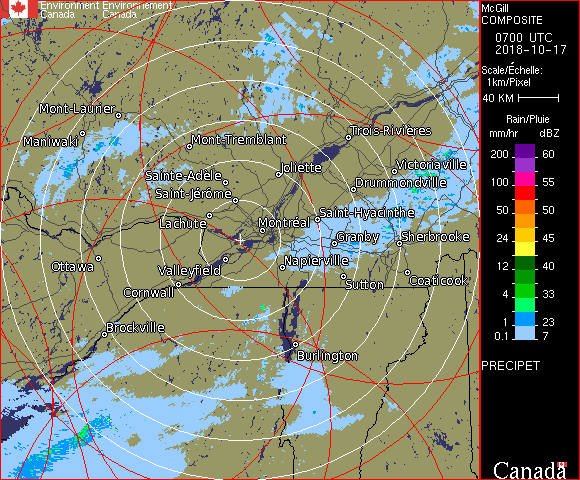 Environment Environnement
Canada Canada
Mont-Laurier
Maniwaki
Mont-Tremblant
Trois-Rivières
Joliette
Victoriaville
Sainte-Adèle
Drummondville
Saint-Jérôme
Saint-Hyacinthe
Lachute
Montréal
Granby
Sherbrooke
Ottawa
Valleyfield
Napierville
Cornwall
Sutton
Coaticook
Brockville
Burlington
McGill
COMPOSITE
0700 UTC
2018-10-17
Scale/Échelle:
1km/Pixel
40 KM
Rain/Pluie
mm/hr dBZ
200 60
100 55
50 50
24 45
12 40
4 33
1 23
0.1 7
PRECIPET
Canada